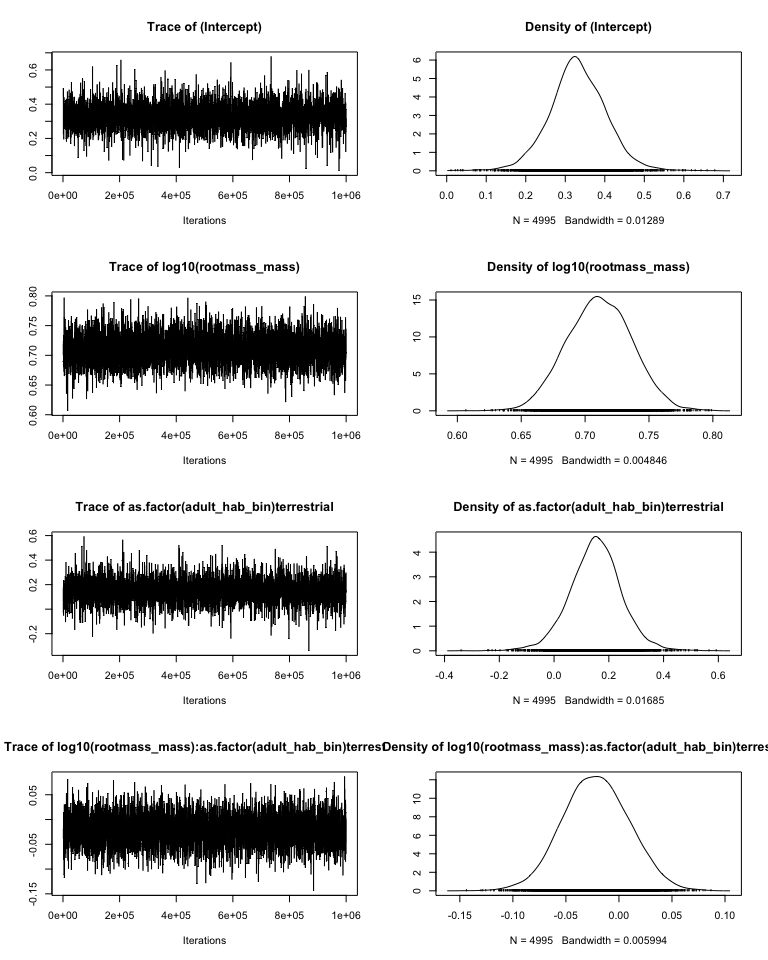 Trace of (Intercept)
Density of (Intercept)
0.0 0.2 0.4 0.6
0e+00 2e+05 4e+05 6e+05 8e+05 1e+06
Iterations
0 1 2 3 4 5 6
0.0 0.1 0.2 0.3 0.4 0.5 0.6 0.7
N = 4995 Bandwidth = 0.01289
Trace of log10(rootmass_mass)
Density of log10(rootmass_mass)
0.60 0.65 0.70 0.75 0.80
0e+00 2e+05 4e+05 6e+05 8e+05 1e+06
Iterations
0 5 10 15
0.60 0.65 0.70 0.75 0.80
N = 4995 Bandwidth = 0.004846
Trace of as.factor(adult_hab_bin)terrestrial
Density of as.factor(adult_hab_bin)terrestrial
-0.2 0.2 0.4 0.6
0e+00 2e+05 4e+05 6e+05 8e+05 1e+06
Iterations
0 1 2 3 4
-0.4 -0.2 0.0 0.2 0.4 0.6
N = 4995 Bandwidth = 0.01685
Trace of log10(rootmass_mass):as.factor(adult_hab_bin)terres
Density of log10(rootmass_mass):as.factor(adult_hab_bin)terres
-0.15 -0.05 0.05
0e+00 2e+05 4e+05 6e+05 8e+05 1e+06
Iterations
0 2 4 6 8 10
-0.15 -0.10 -0.05 0.00 0.05 0.10
N = 4995 Bandwidth = 0.005994